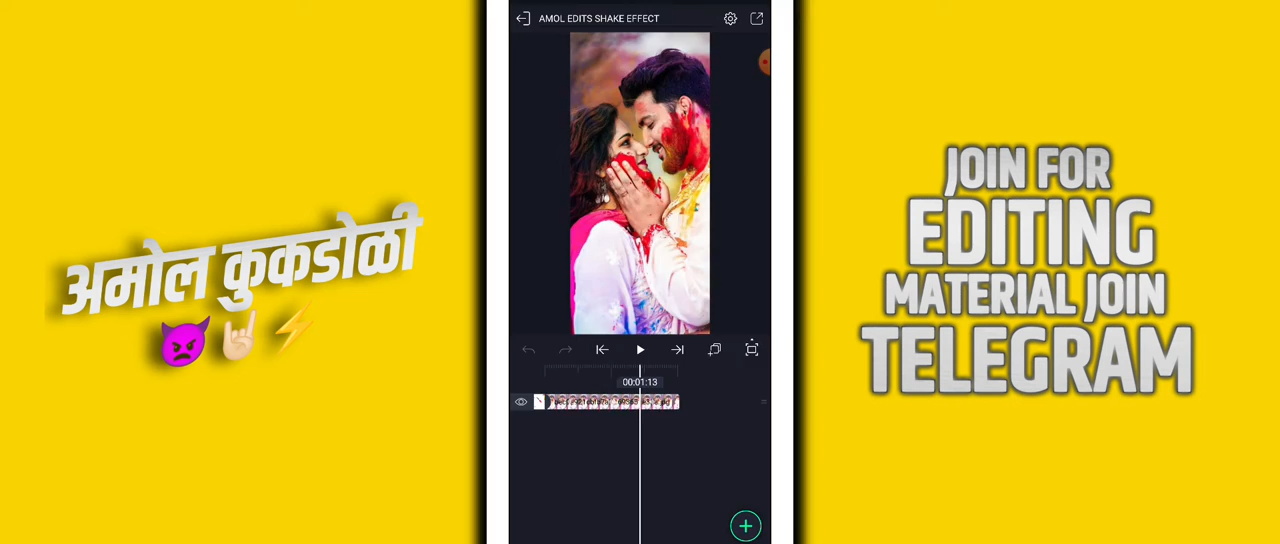 अमोल कुकडोळी
AMOL EDITS SHAKE EFFECT
00:01:13
JOIN FOR
EDITING
MATERIAL JOIN
TELEGRAM